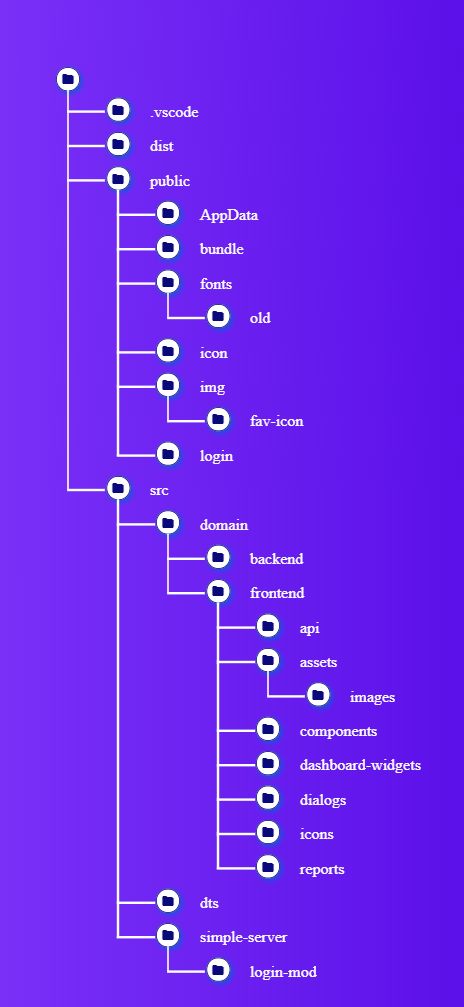 .vscode
dist
public
AppData
bundle
fonts
old
icon
img
fav-icon
login
src
domain
backend
frontend
api
assets
images
components
dashboard-widgets
dialogs
icons
reports
dts
simple-server
login-mod